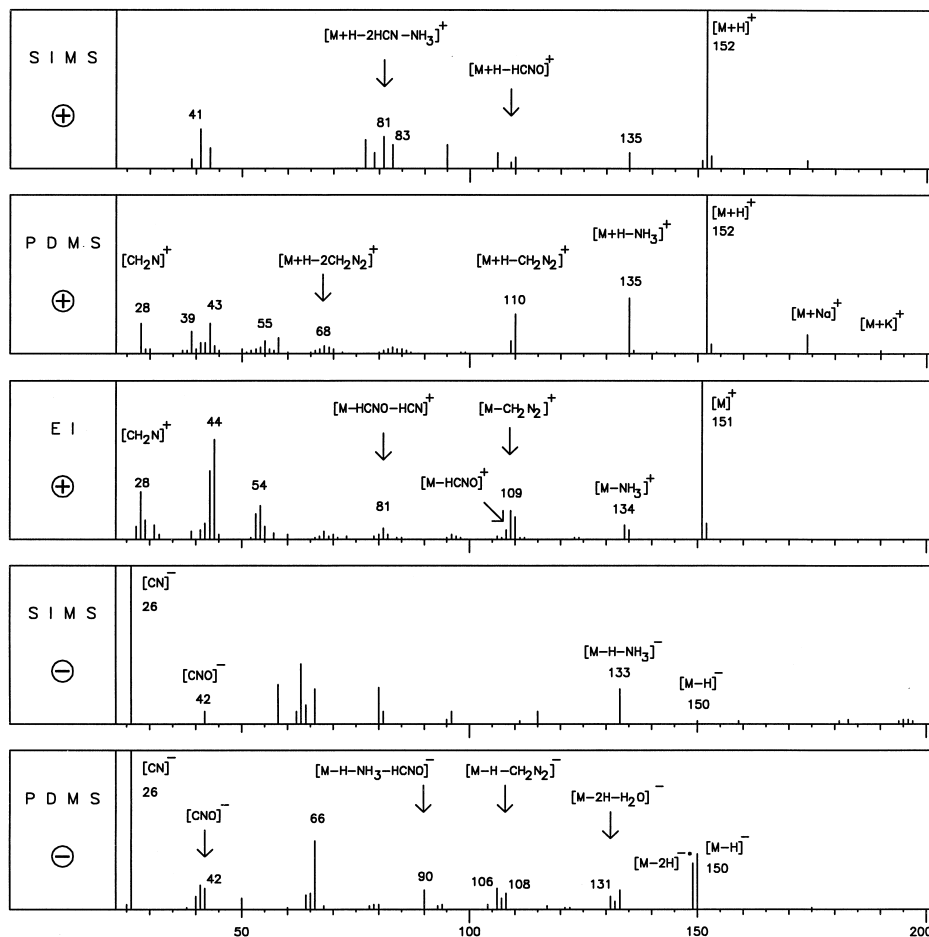 SIMS
⊕
[M+H–2HCN–NH₃]⁺
[M+H–HCNO]⁺
[M+H]⁺
152
41
81
83
135
PDMS
⊕
[CH₂N]⁺
28
39
43
55
[M+H–2CH₂N₂]⁺
68
[M+H–CH₂N₂]⁺
110
[M+H–NH₃]⁺
135
[M+H]⁺
152
[M+Na]⁺
[M+K]⁺
EI
⊕
[CH₂N]⁺
28
44
54
[M–HCNO–HCN]⁺
81
[M–HCNO]⁺
[M–CH₂N₂]⁺
109
[M–NH₃]⁺
134
[M]⁺
151
SIMS
⊖
[CN]⁻
26
[CNO]⁻
42
[M–H–NH₃]⁻
133
[M–H]⁻
150
PDMS
⊖
[CN]⁻
26
[CNO]⁻
42
66
[M–H–NH₃–HCNO]⁻
90
[M–H–CH₂N₂]⁻
106
108
[M–2H–H₂O]⁻
131
[M–2H]⁻•
[M–H]⁻
150
50 100 150 200